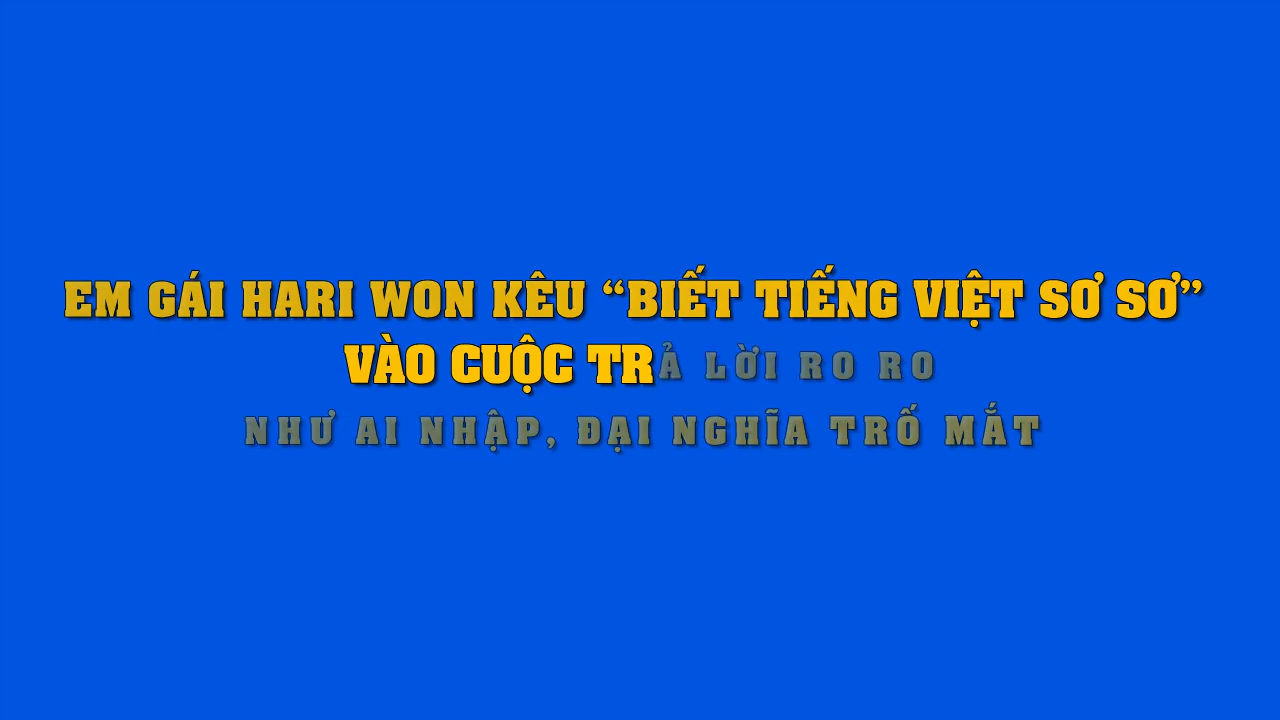 EM GÁI HARI WON KÊU “BIẾT TIẾNG VIỆT SƠ SƠ”
VÀO CUỘC TRẢ LỜI RO RO
NHƯ AI NHẬP, ĐẠI NGHĨA TRỐ MẮT